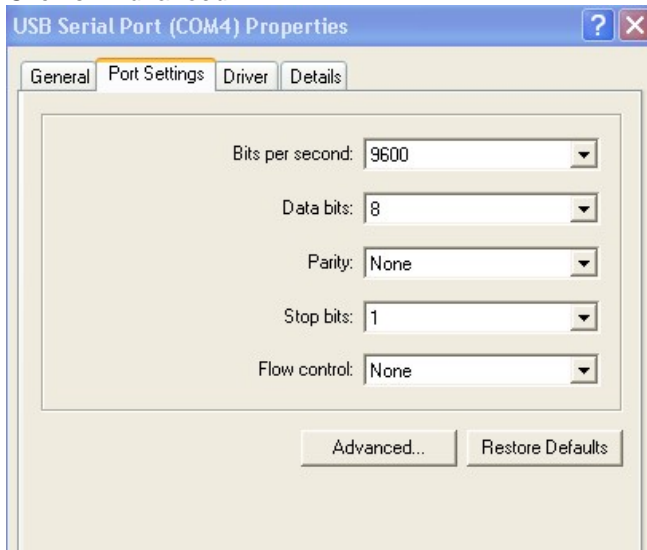 USB Serial Port (COM4) Properties
General Port Settings Driver Details
Bits per second: 9600
Data bits: 8
Parity: None
Stop bits: 1
Flow control: None
Advanced... Restore Defaults